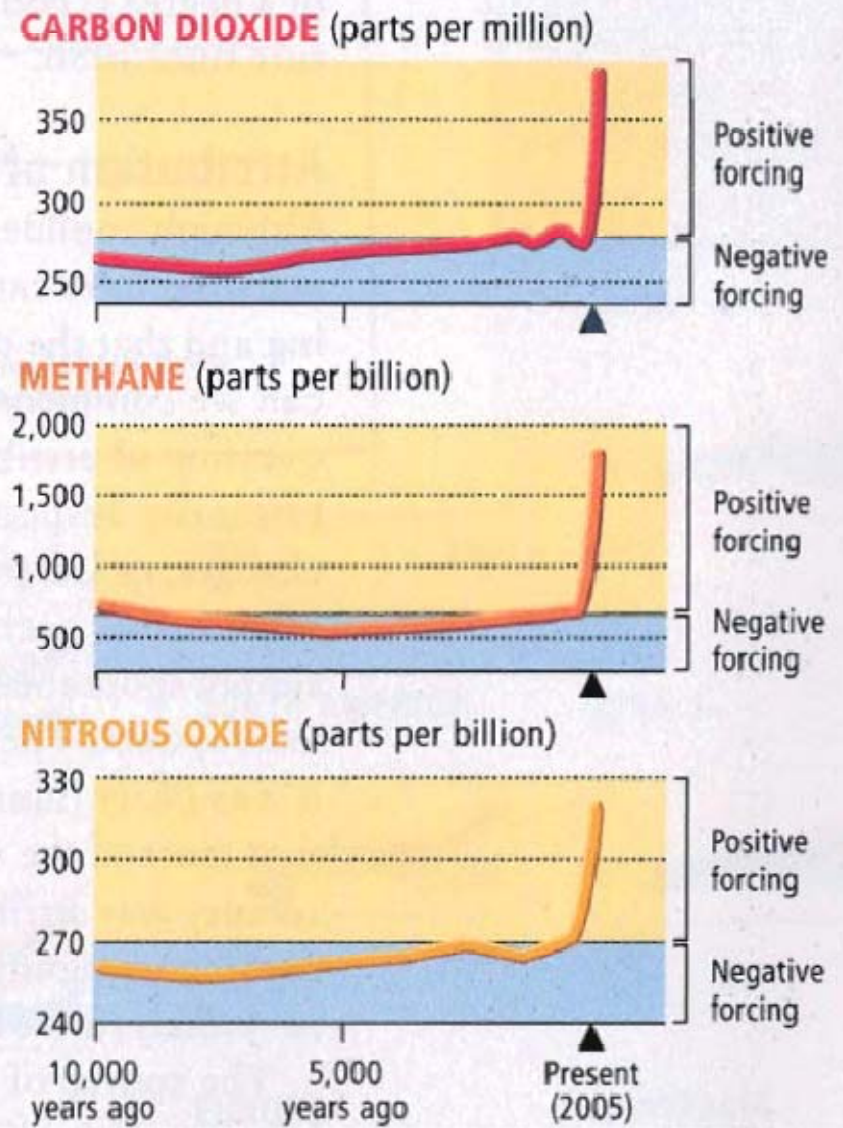 CARBON DIOXIDE (parts per million)
350
300
250
Positive
forcing
Negative
forcing
METHANE (parts per billion)
2,000
1,500
1,000
500
Positive
forcing
Negative
forcing
NITROUS OXIDE (parts per billion)
330
300
270
240
Positive
forcing
Negative
forcing
10,000
years ago
5,000
years ago
Present
(2005)